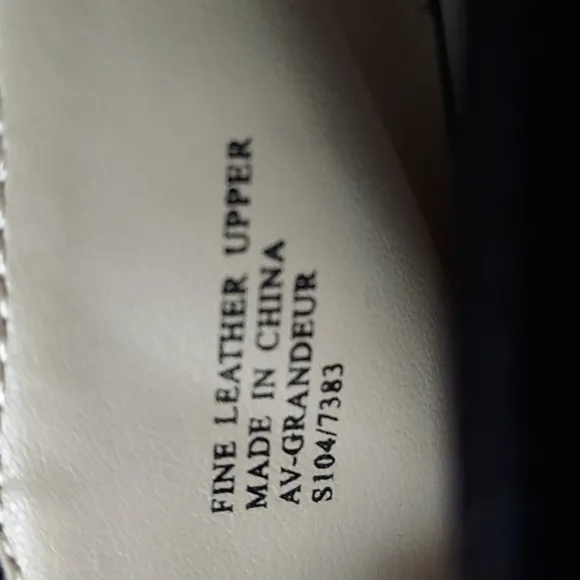 FINE LEATHER UPPER
MADE IN CHINA
AV-GRANDEUR
S104/7383